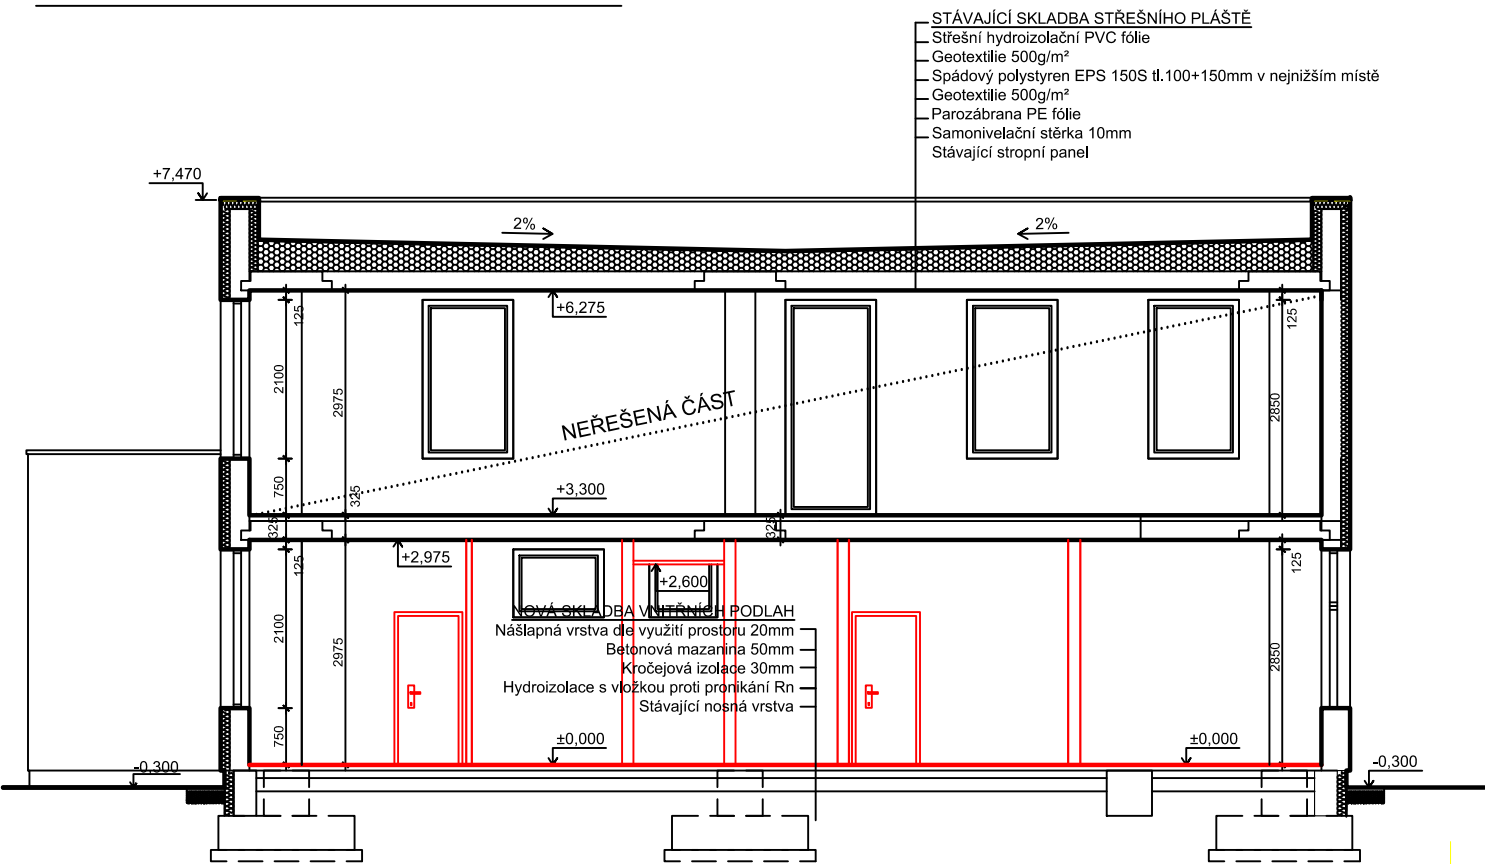 STÁVAJÍCÍ SKLADBA STŘEŠNÍHO PLÁŠTĚ
Střešní hydroizolační PVC fólie
Geotextilie 500g/m²
Spádový polystyren EPS 150S tl.100+150mm v nejnižším místě
Geotextilie 500g/m²
Parozábrana PE fólie
Samonivelační stěrka 10mm
Stávající stropní panel
+7,470
2%
2%
+6,275
125
125
2100
2975
2850
NEŘEŠENÁ ČÁST
750
325
+3,300
325
325
+2,975
125
125
+2,600
NOVÁ SKLADBA VNITŘNÍCH PODLAH
Nášlapná vrstva dle využití prostoru 20mm
Betonová mazanina 50mm
Kročejová izolace 30mm
Hydroizolace s vložkou proti pronikání Rn
Stávající nosná vrstva
2100
2975
2850
750
±0,000
±0,000
-0,300
-0,300